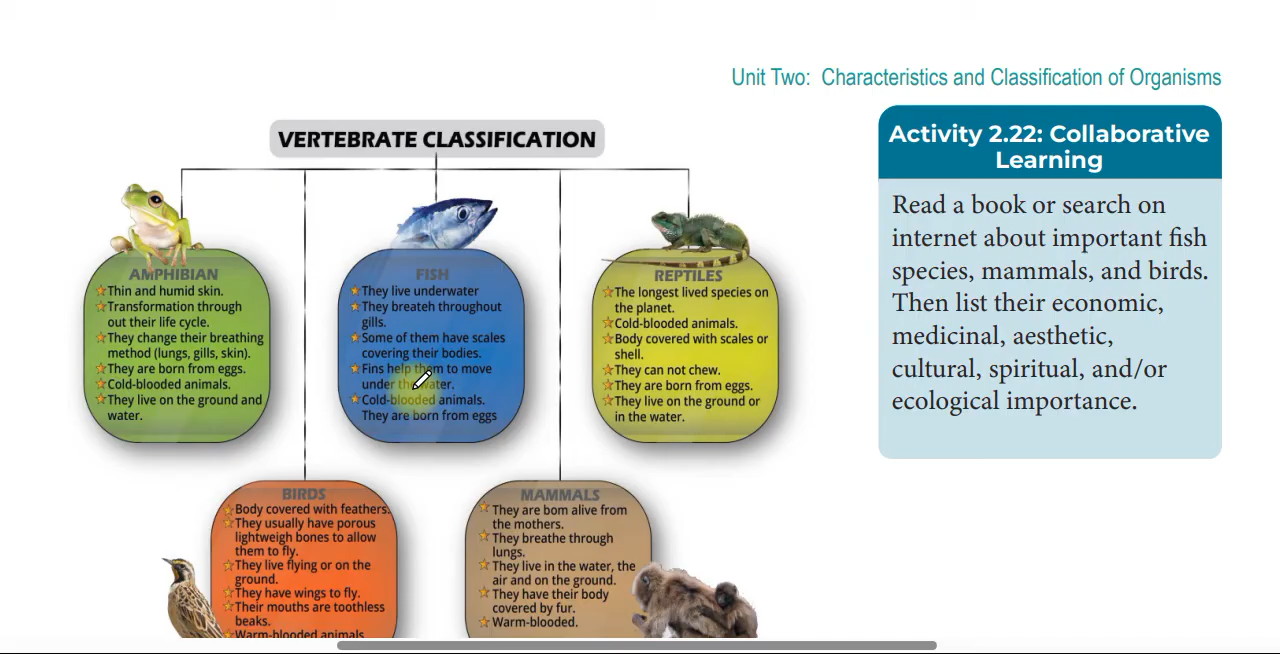 Unit Two: Characteristics and Classification of Organisms
VERTEBRATE CLASSIFICATION
AMPHIBIAN
Thin and humid skin.
Transformation through
out their life cycle.
They change their breathing
method (lungs, gills, skin).
They are born from eggs.
Cold-blooded animals.
They live on the ground and
water.
FISH
They live underwater
They breateh throughout
gills.
Some of them have scales
covering their bodies.
Fins help them to move
under the water.
Cold-blooded animals.
They are born from eggs
REPTILES
The longest lived species on
the planet.
Cold-blooded animals.
Body covered with scales or
shell.
They can not chew.
They are born from eggs.
They live on the ground or
in the water.
BIRDS
Body covered with feathers.
They usually have porous
lightweigh bones to allow
them to fly.
They live flying or on the
ground.
They have wings to fly.
Their mouths are toothless
beaks.
Warm-blooded animals
MAMMALS
They are born alive from
the mothers.
They breathe through
lungs.
They live in the water, the
air and on the ground.
They have their body
covered by fur.
Warm-blooded.
Activity 2.22: Collaborative
Learning
Read a book or search on
internet about important fish
species, mammals, and birds.
Then list their economic,
medicinal, aesthetic,
cultural, spiritual, and/or
ecological importance.